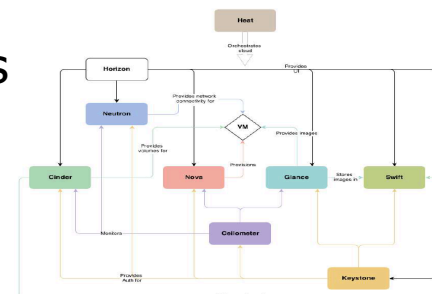 S
Heat
Orchestrates
cloud
Provides
UI
Horizon
Provides network
connectivity for
Neutron
VM
Provides images
Provides
volumes for
Provisions
Cinder
Nova
Glance
Stores
images in
Swift
Monitors
Ceilometer
Provides
Auth for
Keystone